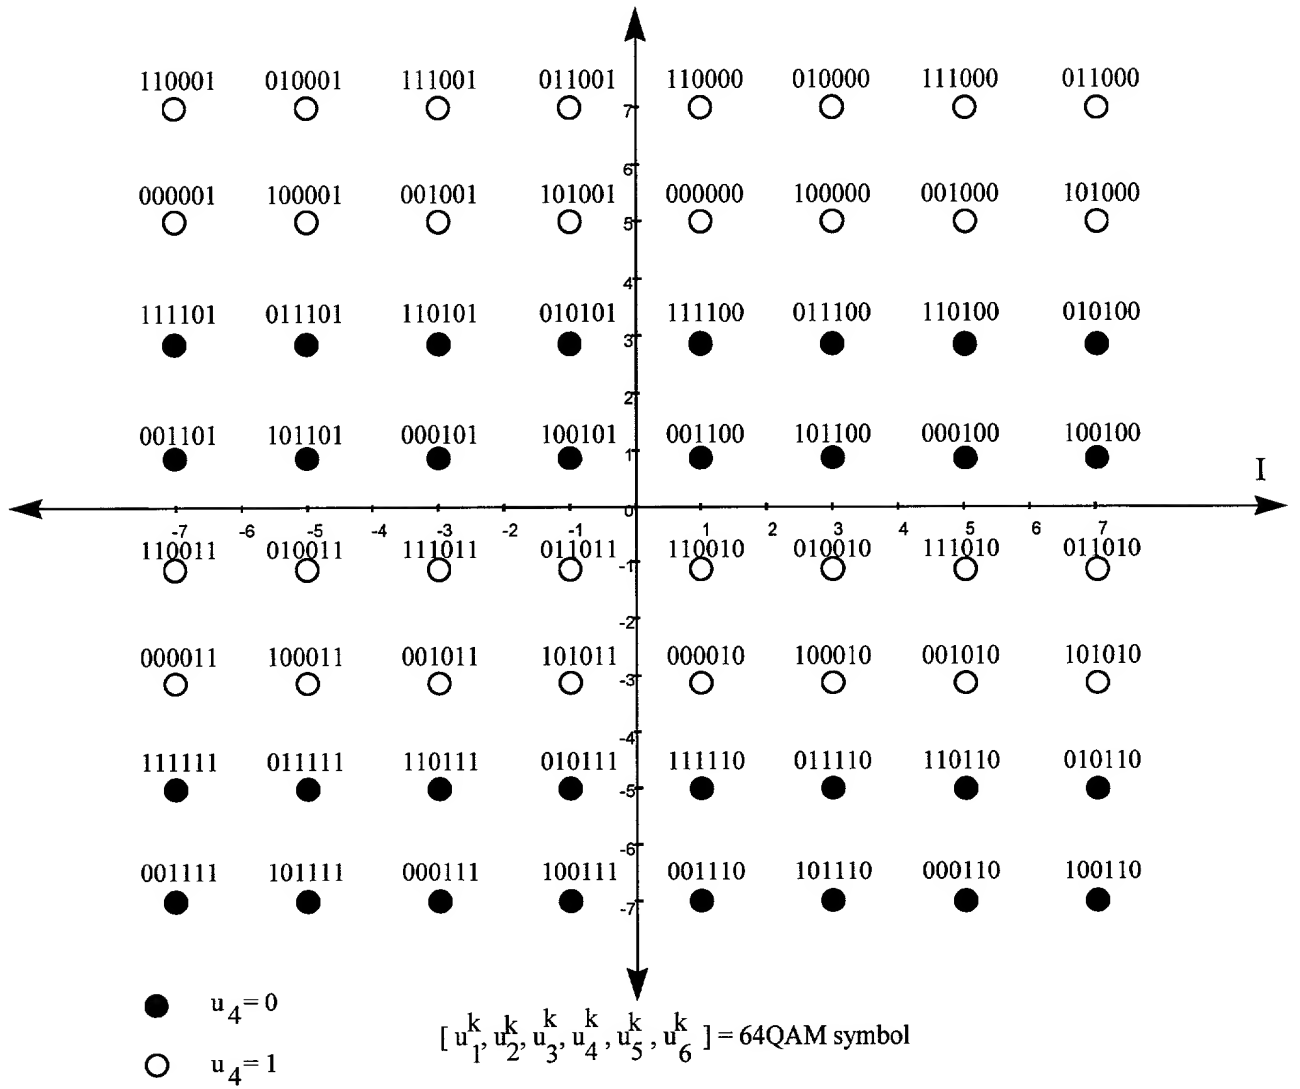 110001 010001 111001 011001 110000 010000 111000 011000
7
6
000001 100001 001001 101001 000000 100000 001000 101000
5
4
111101 011101 110101 010101 111100 011100 110100 010100
3
2
001101 101101 000101 100101 001100 101100 000100 100100
1
I
0
-7 -6 -5 -4 -3 -2 -1 1 2 3 4 5 6 7
110011 010011 111011 011011 110010 010010 111010 011010
-1
-2
000011 100011 001011 101011 000010 100010 001010 101010
-3
-4
111111 011111 110111 010111 111110 011110 110110 010110
-5
-6
001111 101111 000111 100111 001110 101110 000110 100110
-7
u4=0
[ u1k, u2k, u3k, u4k, u5k, u6k ] = 64QAM symbol
u4=1